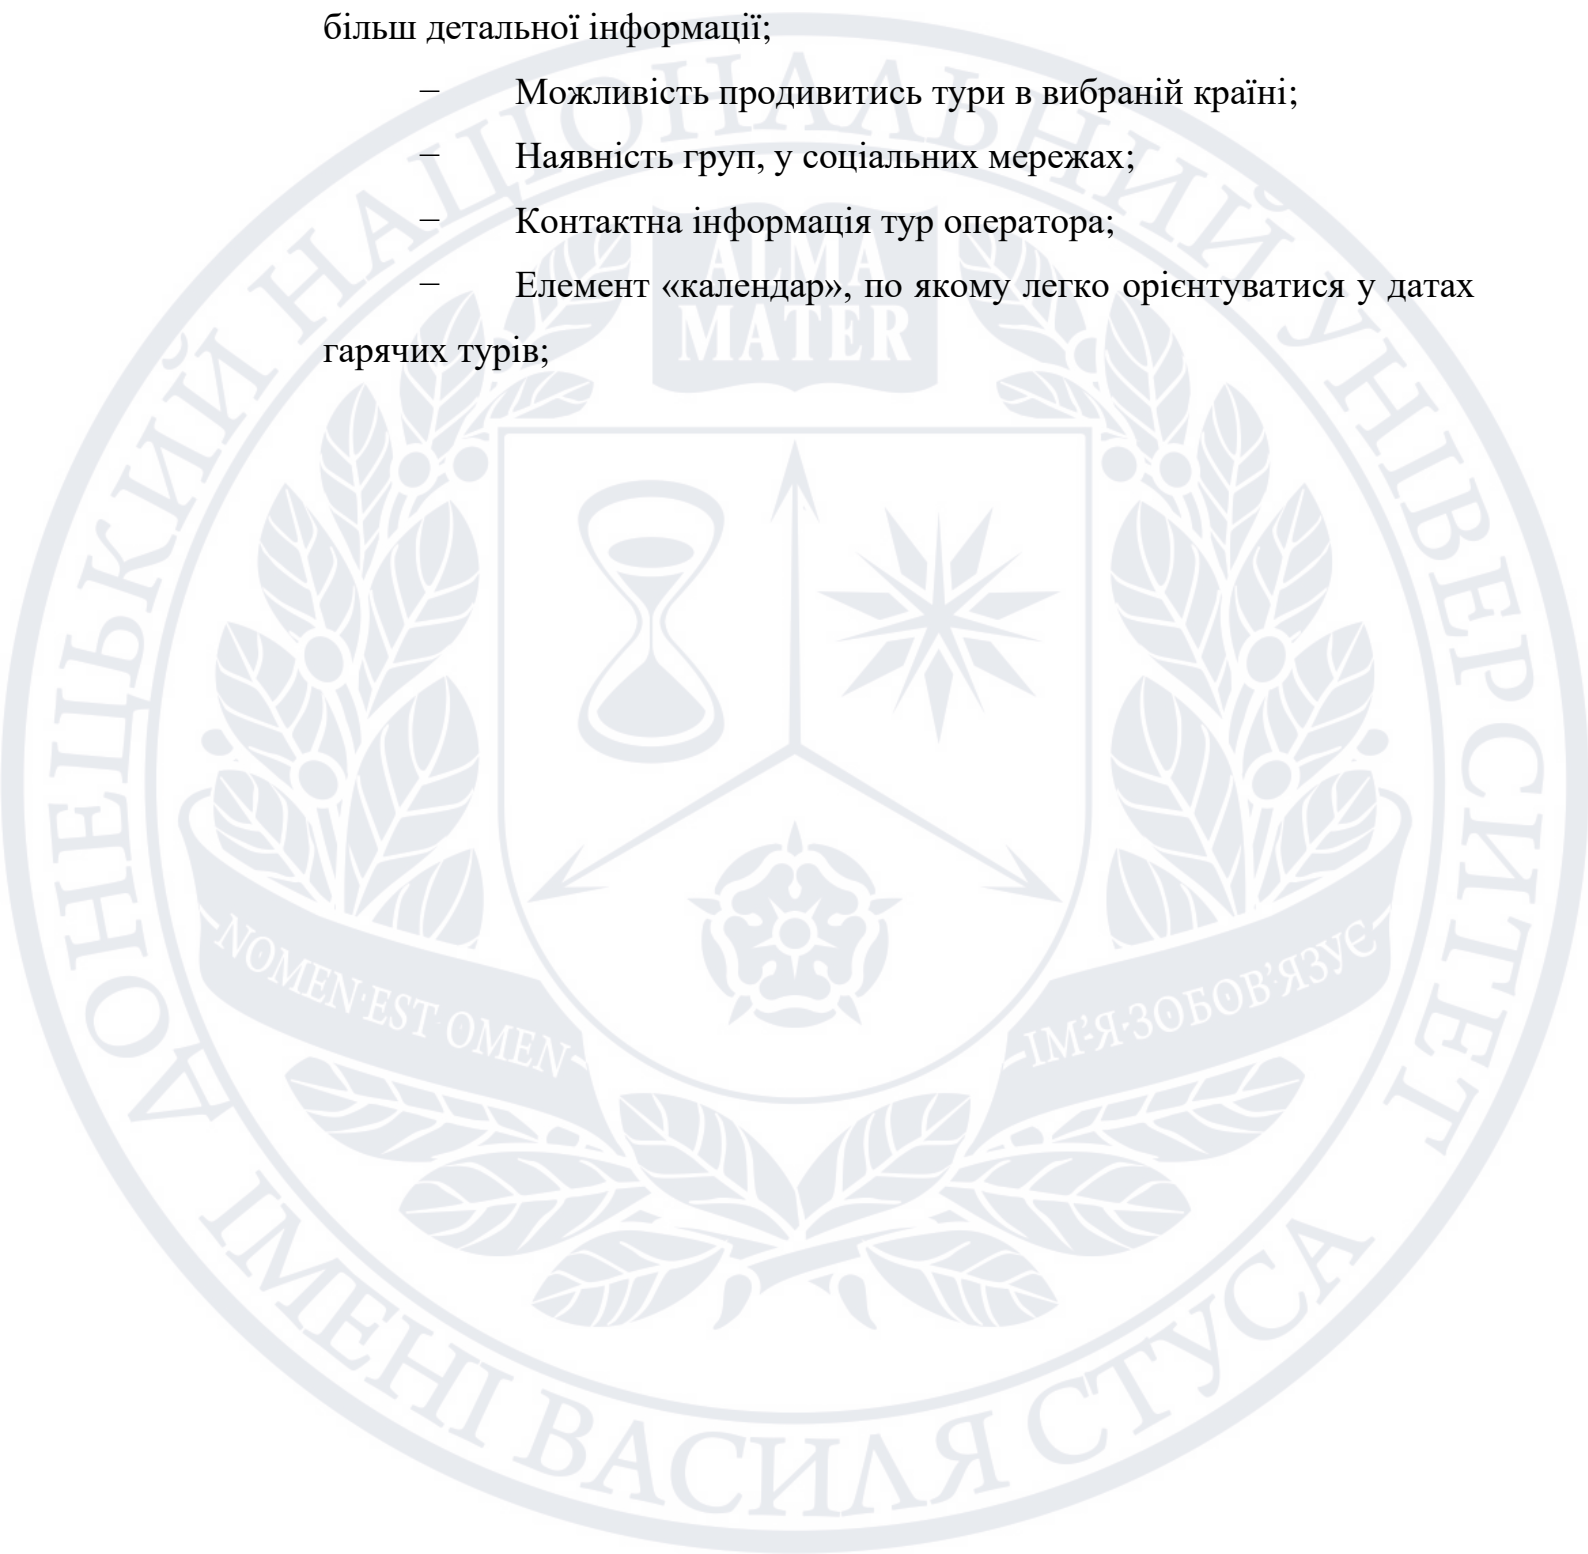 більш детальної інформації;
− Можливість продивитись тури в вибраній країні;
− Наявність груп, у соціальних мережах;
− Контактна інформація тур оператора;
− Елемент «календар», по якому легко орієнтуватися у датах
гарячих турів;
ALMA
MATER
ДОНЕЦЬКИЙ НАЦІОНАЛЬНИЙ УНІВЕРСИТЕТ
NOMEN·EST OMEN
ІМ'Я·ЗОБОВ'ЯЗУЄ
ІМЕНІ ВАСИЛЯ СТУСА